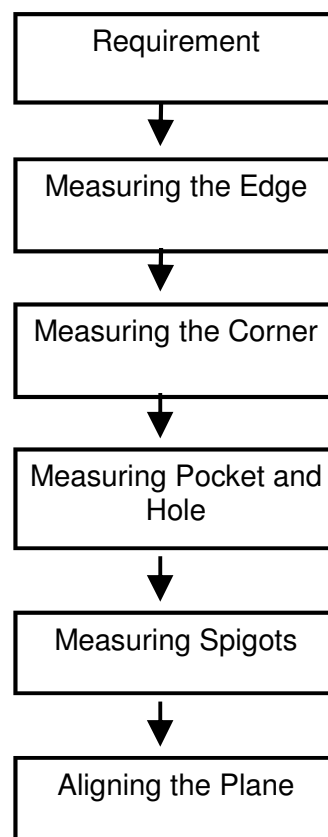 Requirement
Measuring the Edge
Measuring the Corner
Measuring Pocket and
Hole
Measuring Spigots
Aligning the Plane